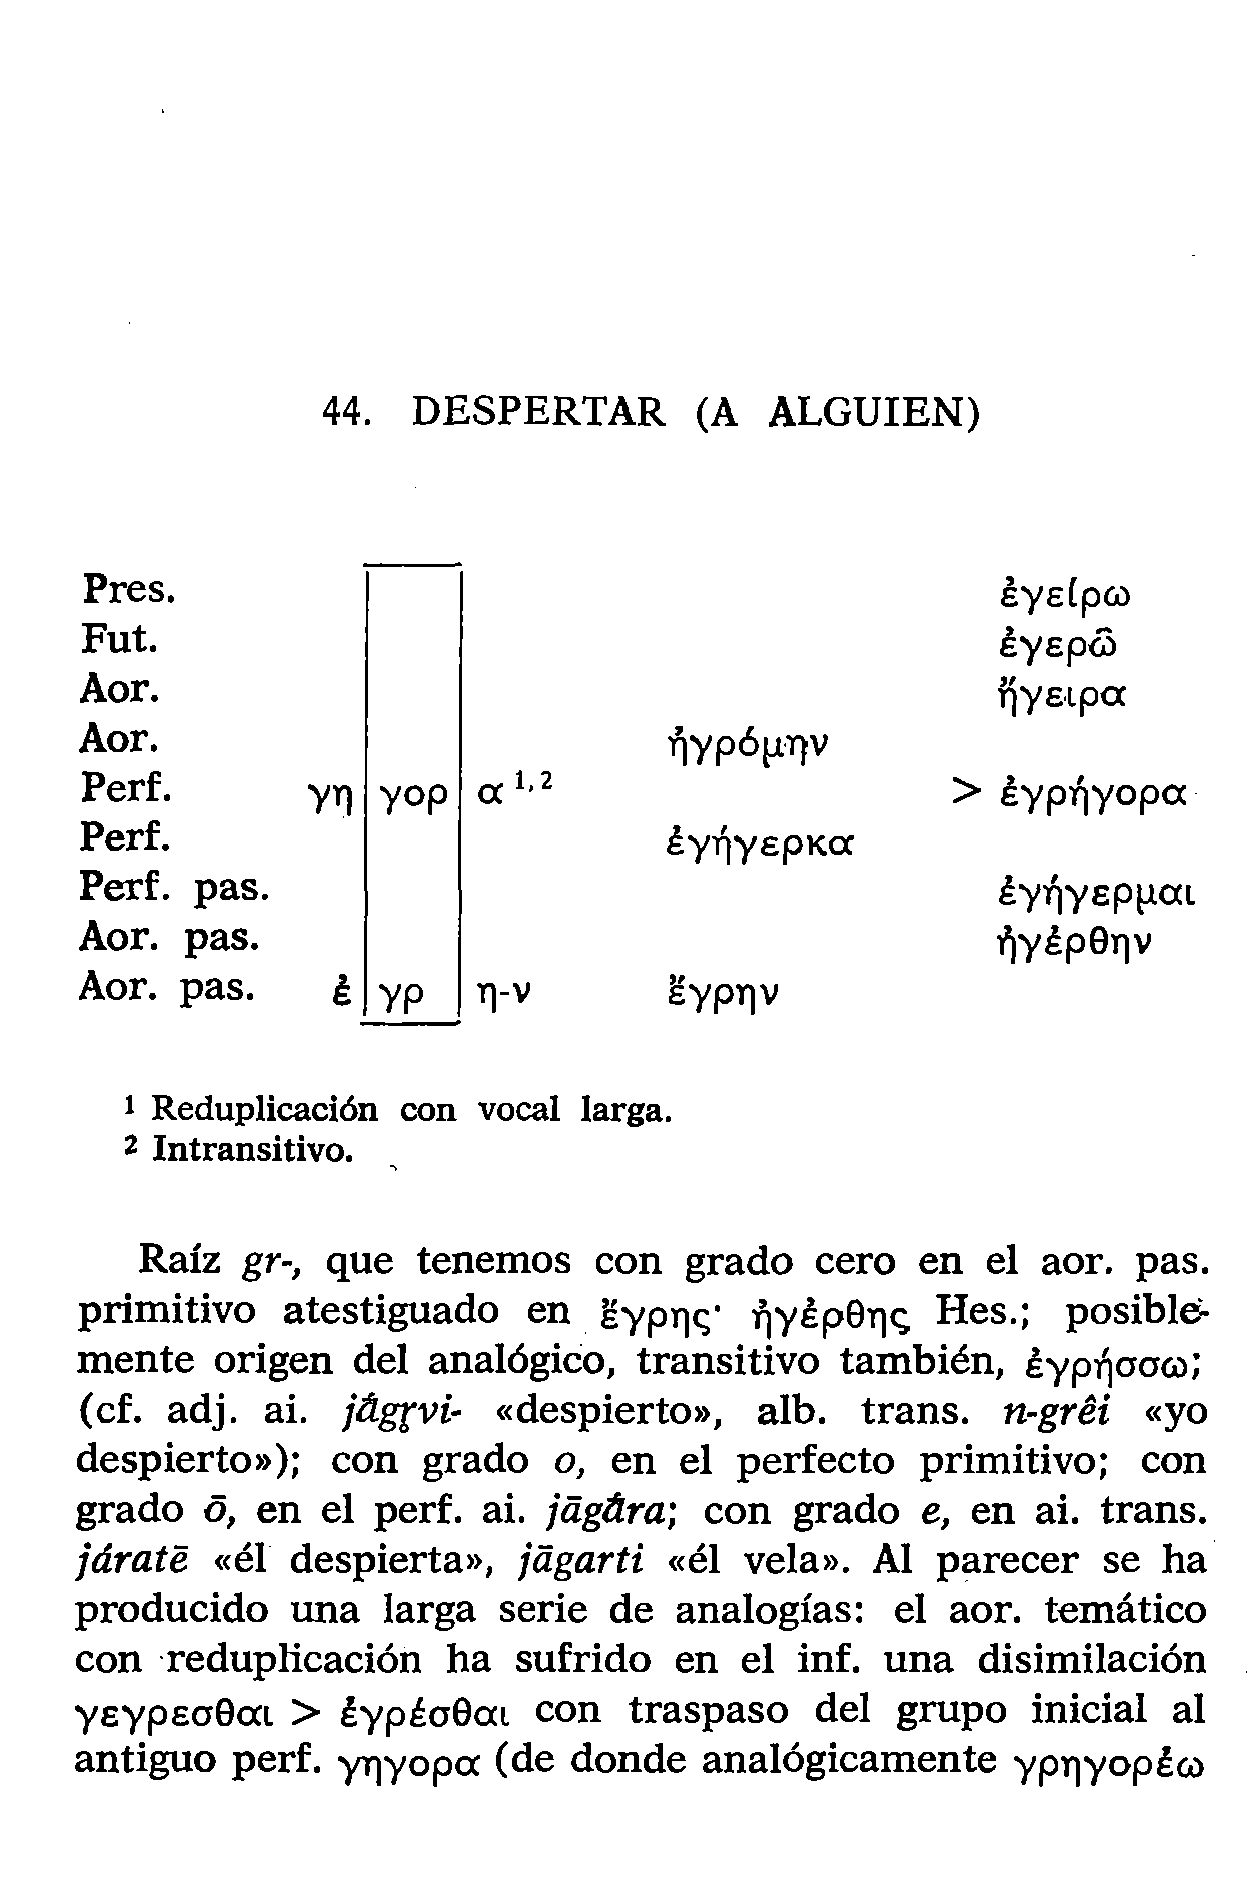 44. DESPERTAR (A ALGUIEN)
Pres. ἐγείρω
Fut. ἐγερῶ
Aor. ἤγειρα
Aor. ἠγρόμην
Perf. γη γορ α 1, 2 > ἐγρήγορα
Perf. ἐγήγερκα
Perf. pas. ἐγήγερμαι
Aor. pas. ἠγέρθην
Aor. pas. ἐ γρ η-ν ἔγρην
1 Reduplicación con vocal larga.
2 Intransitivo.
Raíz gr-, que tenemos con grado cero en el aor. pas.
primitivo atestiguado en ἔγρης· ἠγέρθης Hes.; posible-
mente origen del analógico, transitivo también, ἐγρήσσω;
(cf. adj. ai. jā́gr̥vi- «despierto», alb. trans. n-grêi «yo
despierto»); con grado o, en el perfecto primitivo; con
grado ō, en el perf. ai. jāgā́ra; con grado e, en ai. trans.
járatē «él despierta», jāgarti «él vela». Al parecer se ha
producido una larga serie de analogías: el aor. temático
con reduplicación ha sufrido en el inf. una disimilación
γεγρεσθαι > ἐγρέσθαι con traspaso del grupo inicial al
antiguo perf. γηγορα (de donde analógicamente γρηγορέω